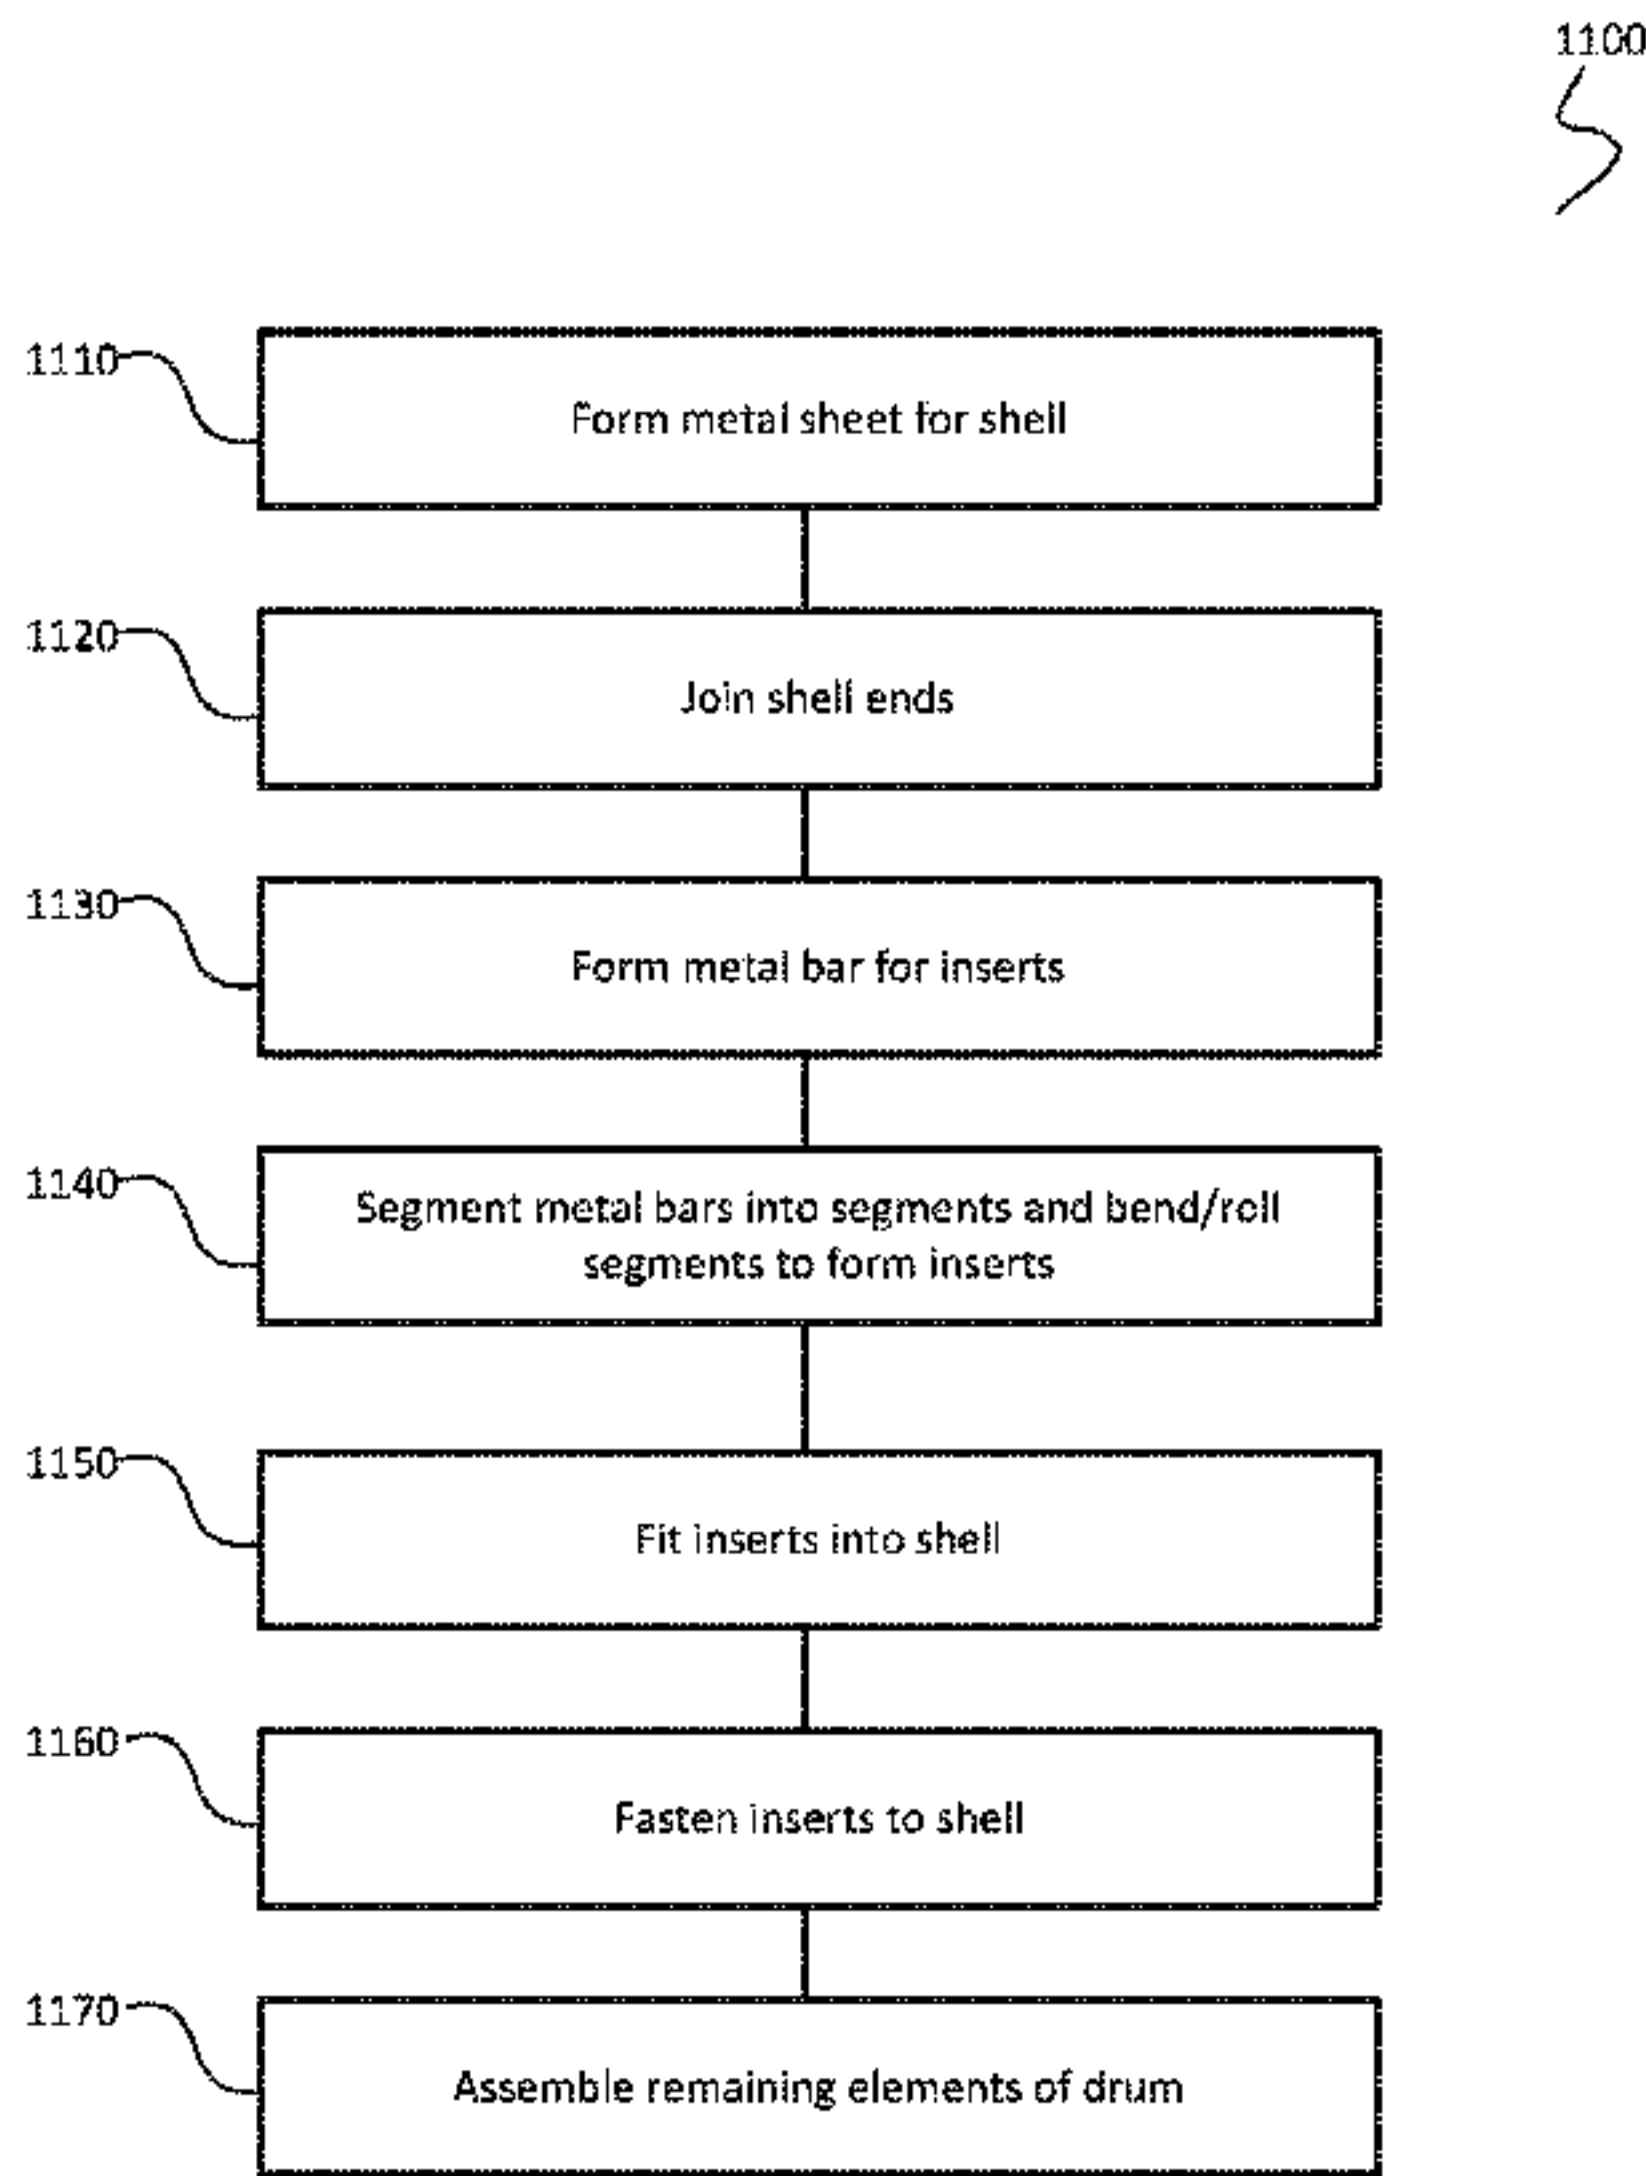 1100
1110
Form metal sheet for shell
1120
Join shell ends
1130
Form metal bar for inserts
1140
Segment metal bars into segments and bend/roll
segments to form inserts
1150
Fit inserts into shell
1160
Fasten inserts to shell
1170
Assemble remaining elements of drum